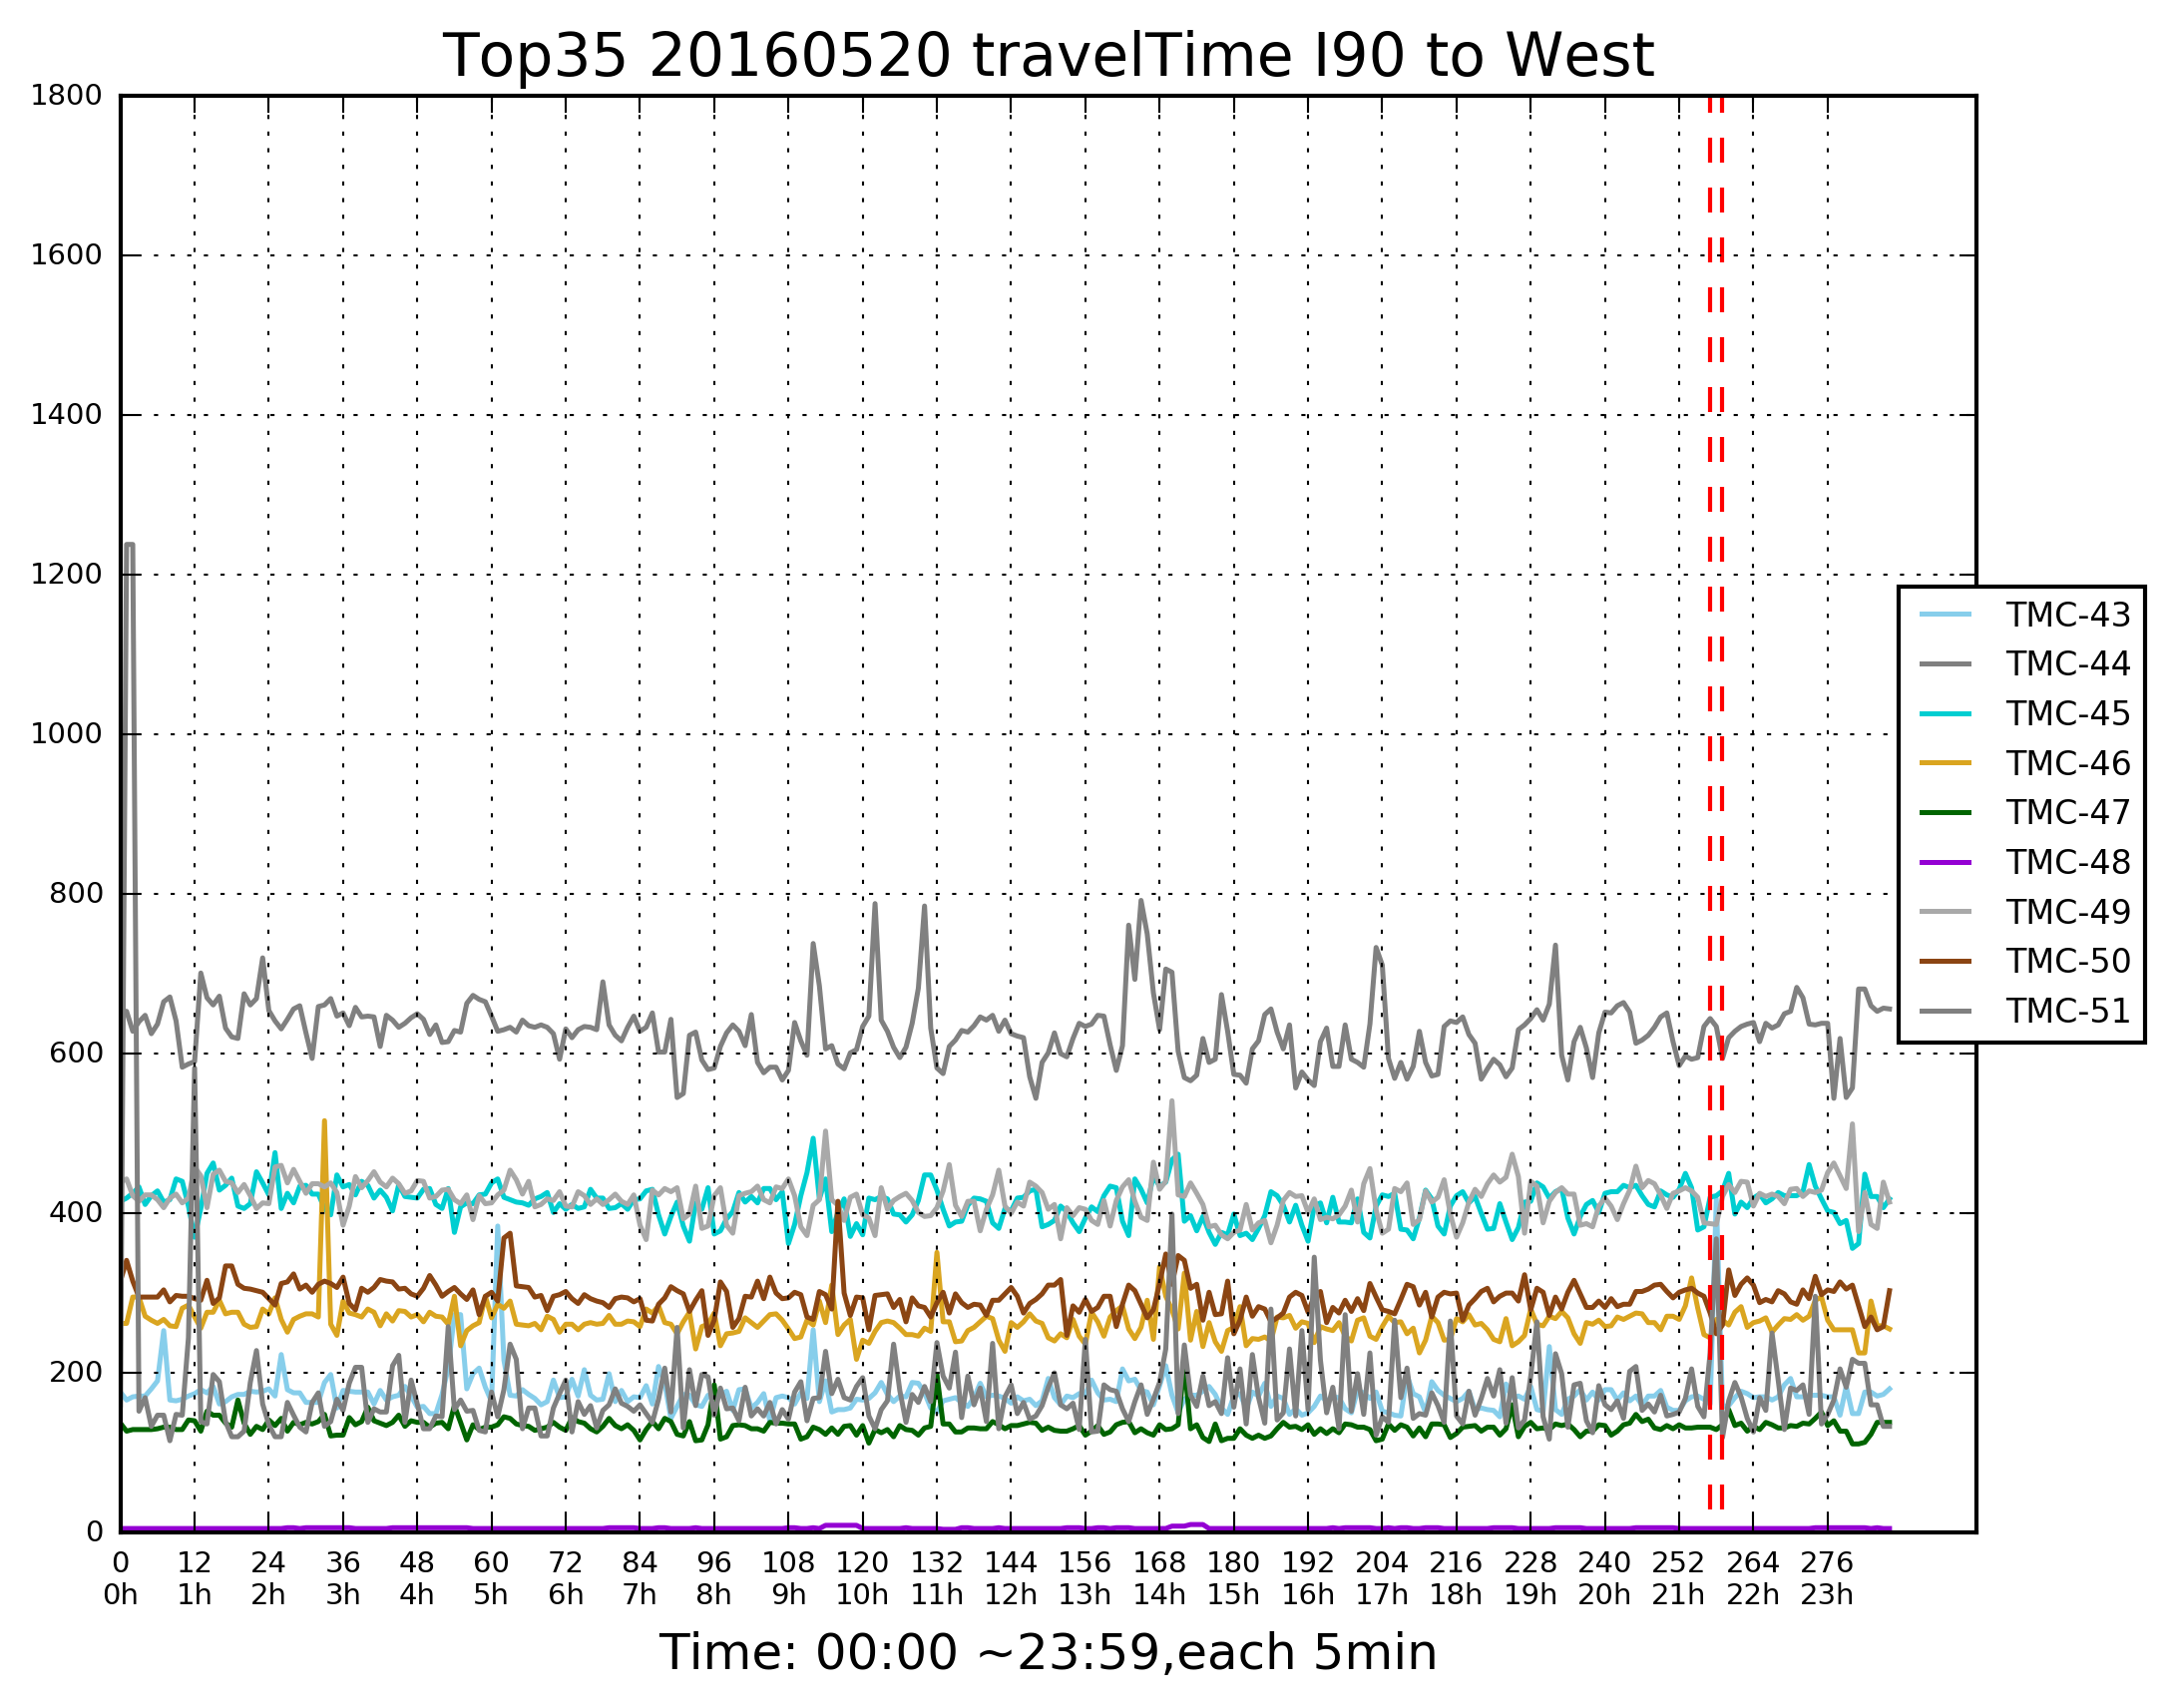 Top35 20160520 travelTime I90 to West
1800
1600
1400
1200
1000
800
600
400
200
0
TMC-43
TMC-44
TMC-45
TMC-46
TMC-47
TMC-48
TMC-49
TMC-50
TMC-51
0 12 24 36 48 60 72 84 96 108 120 132 144 156 168 180 192 204 216 228 240 252 264 276
0h 1h 2h 3h 4h 5h 6h 7h 8h 9h 10h 11h 12h 13h 14h 15h 16h 17h 18h 19h 20h 21h 22h 23h
Time: 00:00 ~23:59,each 5min